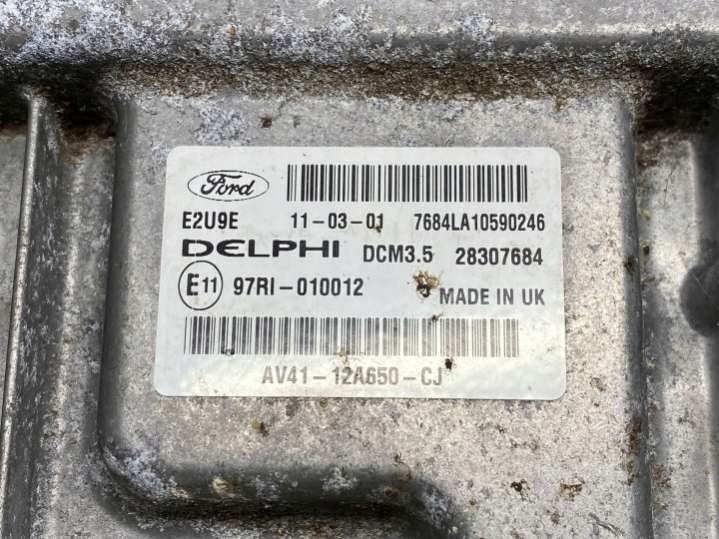 Ford
E2U9E 11-03-01 7684LA10590246
DELPHI DCM3.5 28307684
E11 97RI-010012 MADE IN UK
AV41-12A650-CJ